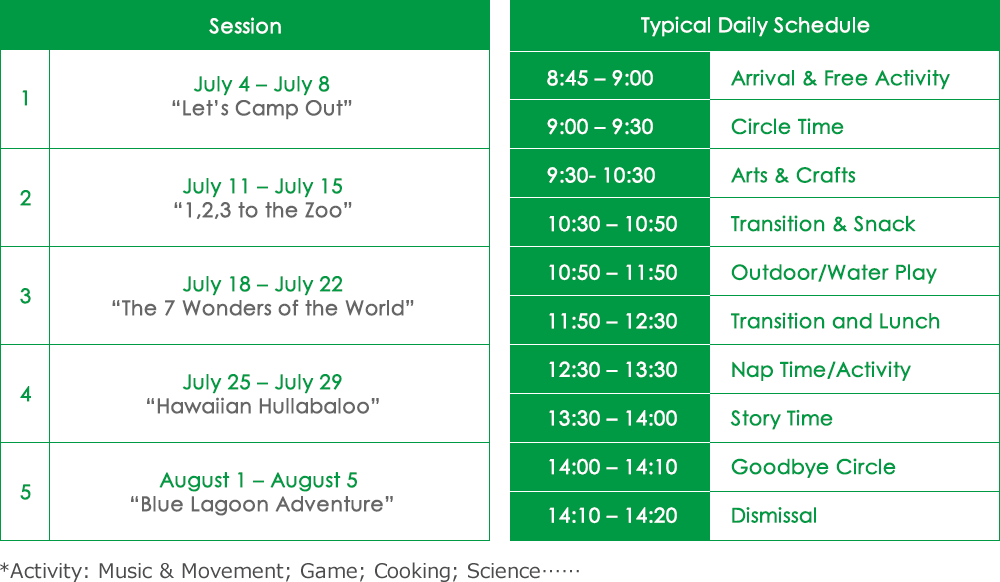 Session
1
July 4 – July 8
“Let’s Camp Out”
2
July 11 – July 15
“1,2,3 to the Zoo”
3
July 18 – July 22
“The 7 Wonders of the World”
4
July 25 – July 29
“Hawaiian Hullabaloo”
5
August 1 – August 5
“Blue Lagoon Adventure”
Typical Daily Schedule
8:45 – 9:00 Arrival & Free Activity
9:00 – 9:30 Circle Time
9:30- 10:30 Arts & Crafts
10:30 – 10:50 Transition & Snack
10:50 – 11:50 Outdoor/Water Play
11:50 – 12:30 Transition and Lunch
12:30 – 13:30 Nap Time/Activity
13:30 – 14:00 Story Time
14:00 – 14:10 Goodbye Circle
14:10 – 14:20 Dismissal
*Activity: Music & Movement; Game; Cooking; Science……